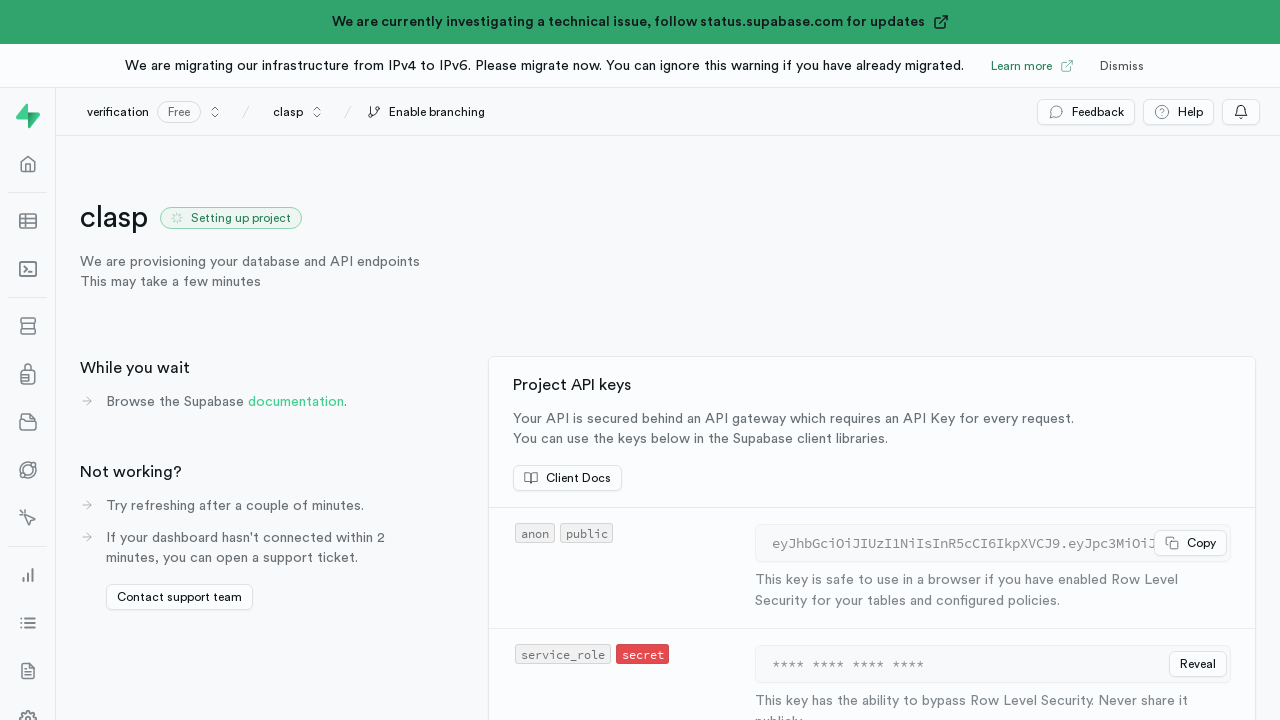 We are currently investigating a technical issue, follow status.supabase.com for updates
We are migrating our infrastructure from IPv4 to IPv6. Please migrate now. You can ignore this warning if you have already migrated. Learn more Dismiss
verification Free / clasp / Enable branching Feedback Help
clasp Setting up project
We are provisioning your database and API endpoints
This may take a few minutes
While you wait
Browse the Supabase documentation.
Not working?
Try refreshing after a couple of minutes.
If your dashboard hasn't connected within 2
minutes, you can open a support ticket.
Contact support team
Project API keys
Your API is secured behind an API gateway which requires an API Key for every request.
You can use the keys below in the Supabase client libraries.
Client Docs
anon public eyJhbGciOiJIUzI1NiIsInR5cCI6IkpXVCJ9.eyJpc3MiOiJ Copy
This key is safe to use in a browser if you have enabled Row Level
Security for your tables and configured policies.
service_role secret **** **** **** **** Reveal
This key has the ability to bypass Row Level Security. Never share it
publicly.